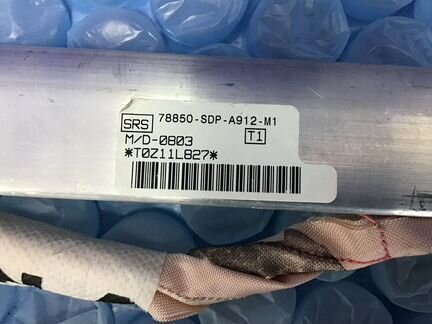 SRS 78850-SDP-A912-M1
M/D-0803 T1
*T0Z11L827*